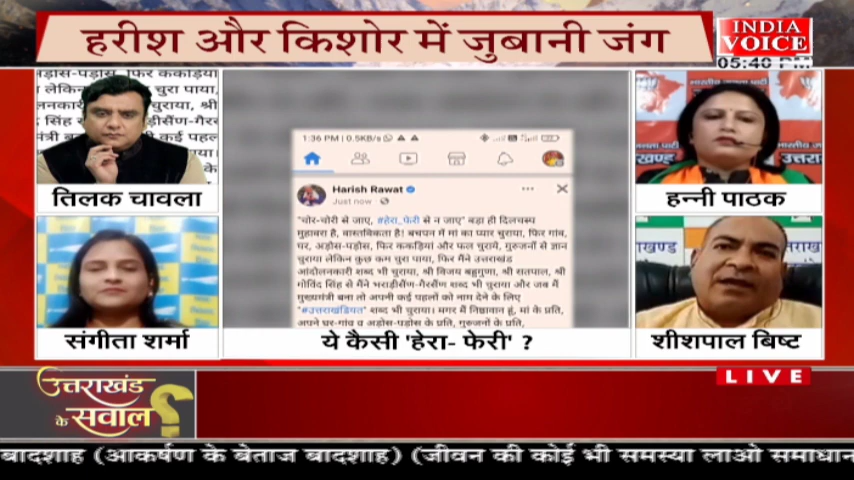 हरीश और किशोर में जुबानी जंग
INDIA
VOICE
05:40 PM
तिलक चावला
हन्नी पाठक
संगीता शर्मा
शीशपाल बिष्ट
1:36 PM | 0.5KB/s
Harish Rawat
Just now
"चोर-चोरी से जाए, #हेरा_फेरी से न जाए" बड़ा ही दिलचस्प
मुहावरा है, वास्तविकता है! बचपन में मां का प्यार चुराया, फिर गांव,
घर, अड़ोस-पड़ोस, फिर ककड़ियां और फल चुराये, गुरुजनों से ज्ञान
चुराया लेकिन कुछ कम चुरा पाया, फिर मैंने उत्तराखंड
आंदोलनकारी शब्द भी चुराया, श्री विजय बहुगुणा, श्री सतपाल, श्री
गोविंद सिंह से मैंने भराड़ीसैंण-गैरसैंण शब्द भी चुराया और जब मैं
मुख्यमंत्री बना तो अपनी कई पहलों को नाम देने के लिए
"#उत्तराखंडियत" शब्द भी चुराया। मगर मैं निष्ठावान हूं, मां के प्रति,
अपने घर-गांव व अड़ोस-पड़ोस के प्रति, गुरुजनों के प्रति,
ये कैसी 'हेरा- फेरी' ?
LIVE
उत्तराखंड
के सवाल ?
बादशाह (आकर्षण के बेताज बादशाह) (जीवन की कोई भी समस्या लाओ समाधान